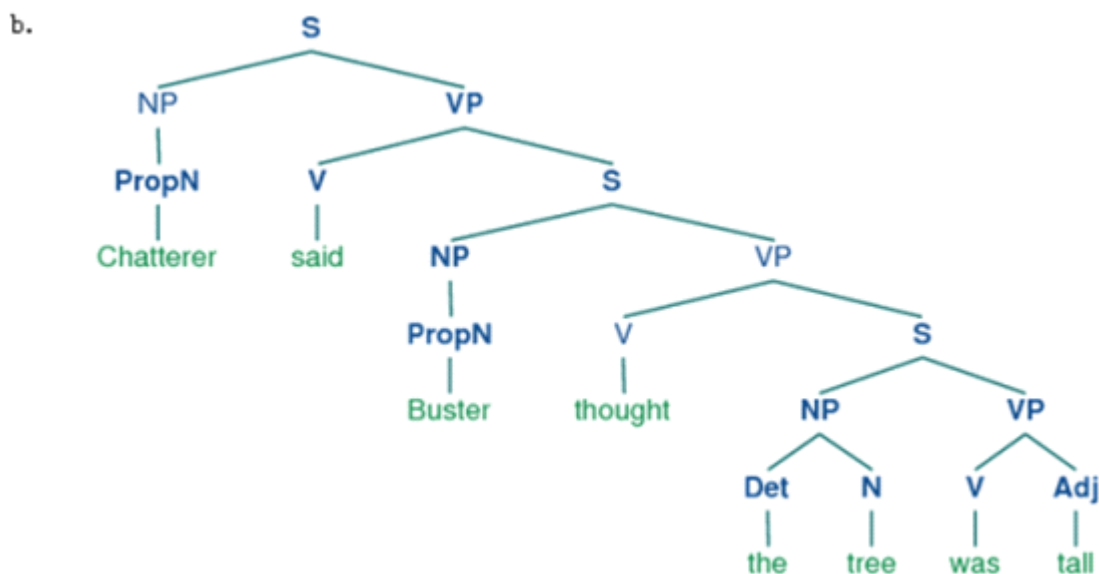 b.
S
NP VP
PropN V S
Chatterer said NP VP
PropN V S
Buster thought NP VP
Det N V Adj
the tree was tall